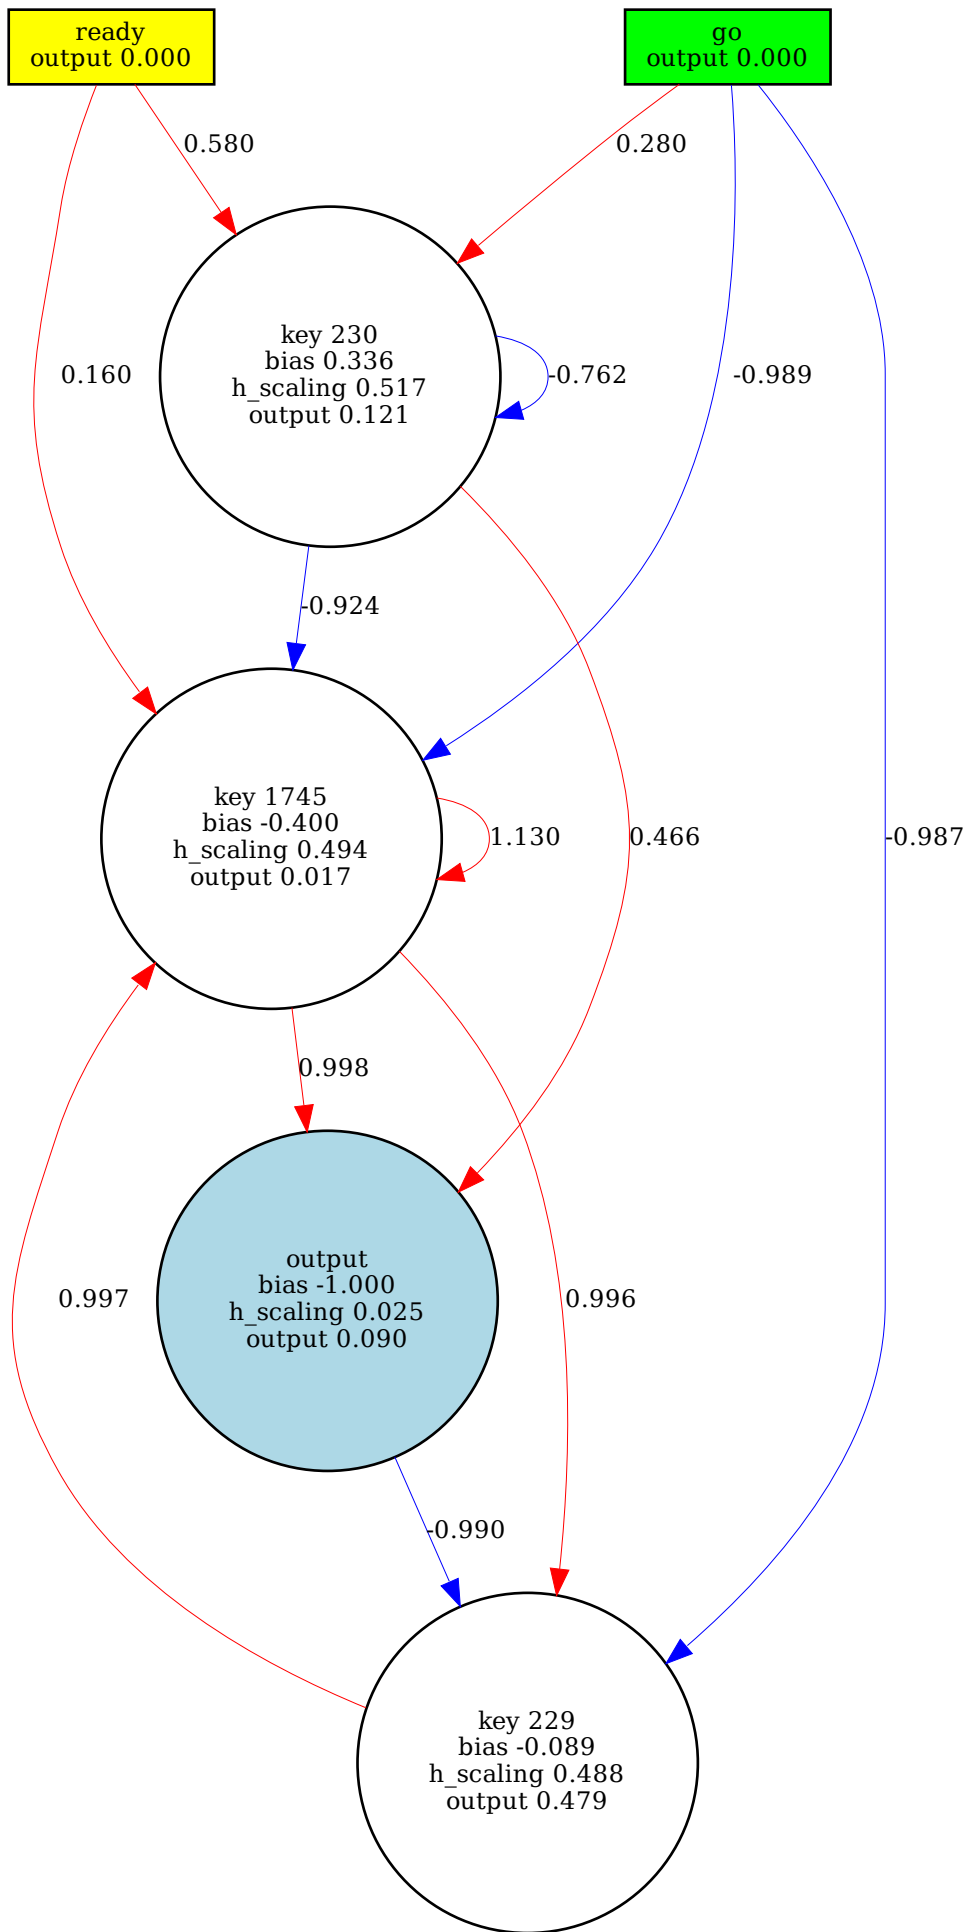 ready
output 0.000
go
output 0.000
0.580
0.280
key 230
bias 0.336
h_scaling 0.517
output 0.121
0.160
-0.762
-0.989
-0.924
key 1745
bias -0.400
h_scaling 0.494
output 0.017
1.130
0.466
-0.987
0.998
output
bias -1.000
h_scaling 0.025
output 0.090
0.997
0.996
-0.990
key 229
bias -0.089
h_scaling 0.488
output 0.479